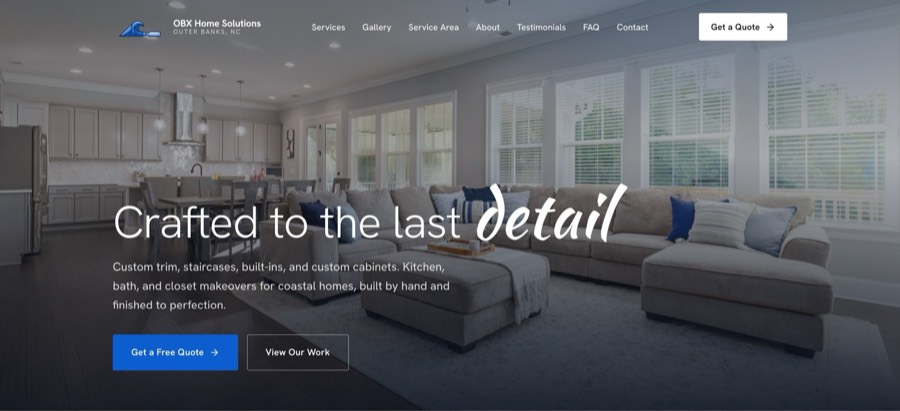 OBX Home Solutions
OUTER BANKS, NC
Services
Gallery
Service Area
About
Testimonials
FAQ
Contact
Get a Quote →
Crafted to the last detail
Custom trim, staircases, built-ins, and custom cabinets. Kitchen,
bath, and closet makeovers for coastal homes, built by hand and
finished to perfection.
Get a Free Quote →
View Our Work